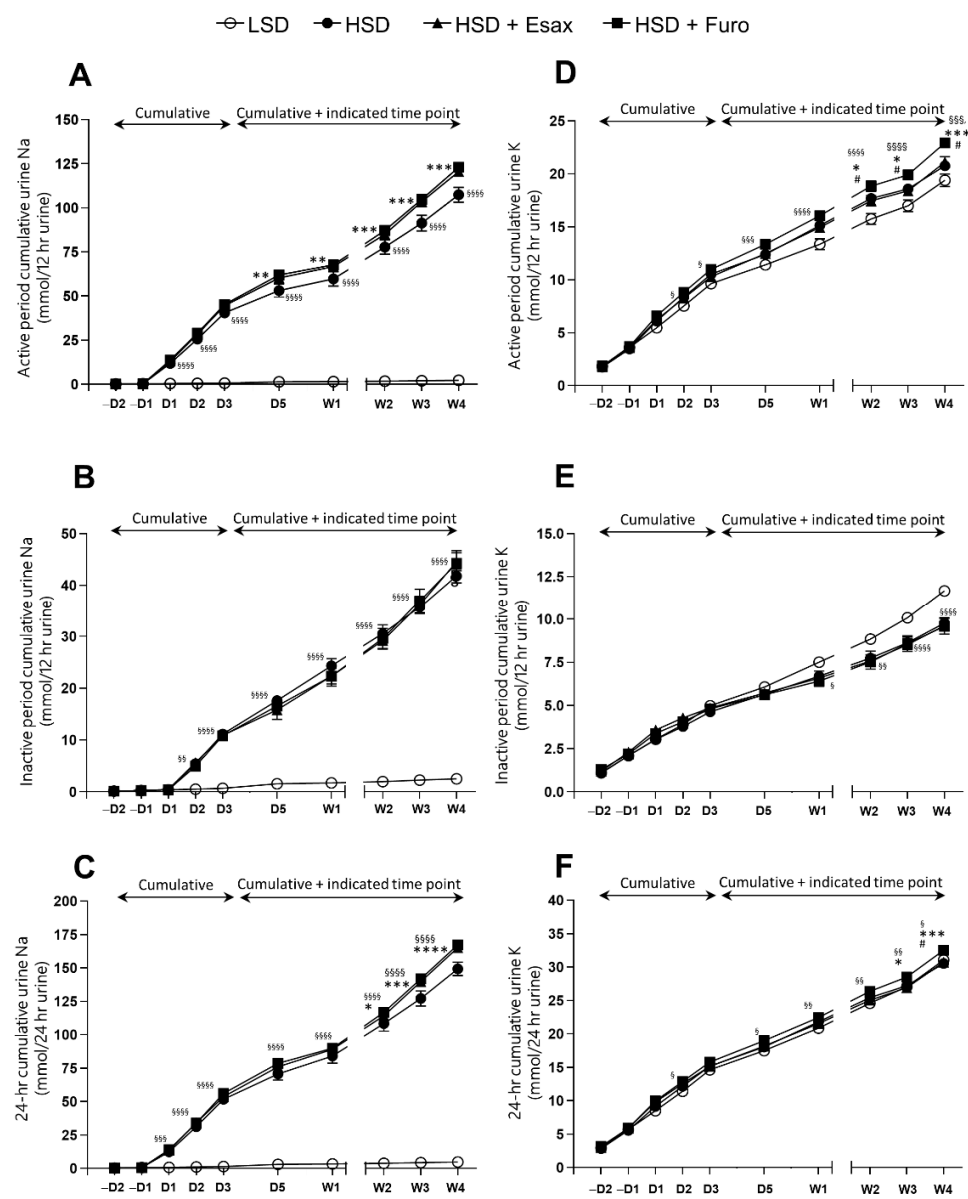 LSD HSD HSD + Esax HSD + Furo
A
Cumulative Cumulative + indicated time point
Active period cumulative urine Na
(mmol/12 hr urine)
150
125
100
75
50
25
0
§§§§ §§§§ §§§§ §§§§ §§§§ §§§§ §§§§ §§§§
** ** *** *** ***
–D2 –D1 D1 D2 D3 D5 W1 W2 W3 W4
D
Cumulative Cumulative + indicated time point
Active period cumulative urine K
(mmol/12 hr urine)
25
20
15
10
5
0
§ § §§§ §§§§ §§§§ §§§§ §§§
* * ***
# # #
–D2 –D1 D1 D2 D3 D5 W1 W2 W3 W4
B
Cumulative Cumulative + indicated time point
Inactive period cumulative urine Na
(mmol/12 hr urine)
50
40
30
20
10
0
§§ §§§§ §§§§ §§§§ §§§§ §§§§ §§§§
–D2 –D1 D1 D2 D3 D5 W1 W2 W3 W4
E
Cumulative Cumulative + indicated time point
Inactive period cumulative urine K
(mmol/12 hr urine)
15.0
12.5
10.0
7.5
5.0
2.5
0.0
§ §§ §§§§ §§§§
–D2 –D1 D1 D2 D3 D5 W1 W2 W3 W4
C
Cumulative Cumulative + indicated time point
24-hr cumulative urine Na
(mmol/24 hr urine)
200
175
150
125
100
75
50
25
0
§§§ §§§§ §§§§ §§§§ §§§§ §§§§ §§§§ §§§§
* *** ****
–D2 –D1 D1 D2 D3 D5 W1 W2 W3 W4
F
Cumulative Cumulative + indicated time point
24-hr cumulative urine K
(mmol/24 hr urine)
40
35
30
25
20
15
10
5
0
§ § §§ §§ §§ §
* ***
#
–D2 –D1 D1 D2 D3 D5 W1 W2 W3 W4